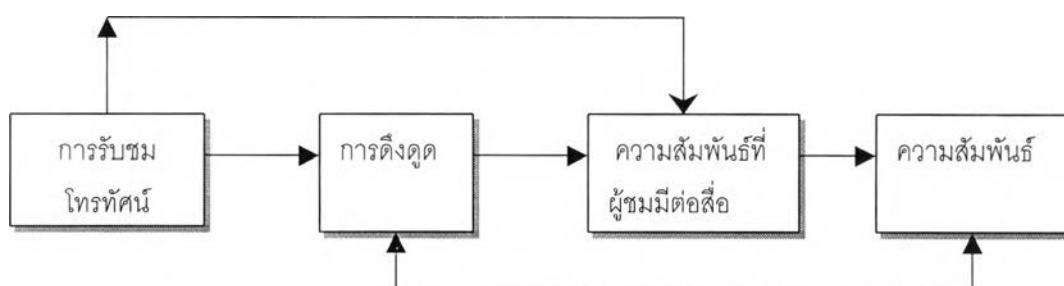 การรับชม
โทรทัศน์
การดึงดูด
ความสัมพันธ์ที่
ผู้ชมมีต่อสื่อ
ความสัมพันธ์